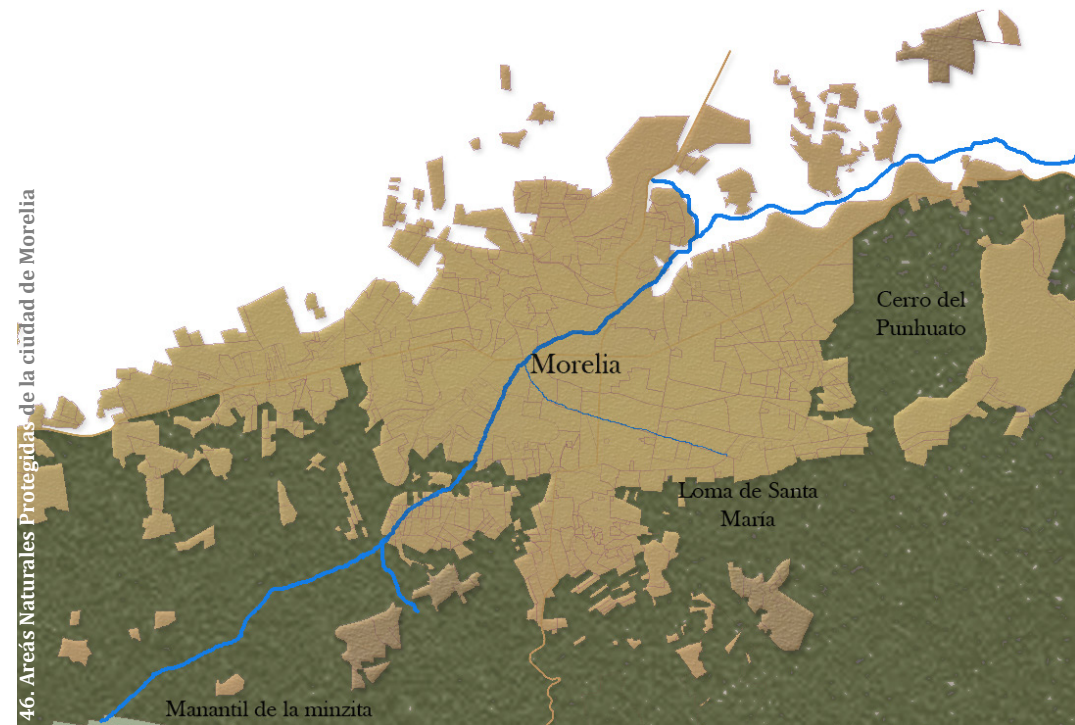 46. Areás Naturales Protegidas de la ciudad de Morelia
Cerro del
Punhuato
Morelia
Loma de Santa
María
Manantil de la minzita